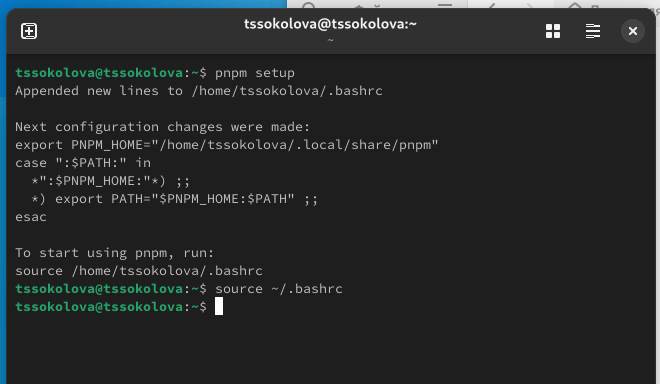 tssokolova@tssokolova:~
~
tssokolova@tssokolova:~$ pnpm setup
Appended new lines to /home/tssokolova/.bashrc

Next configuration changes were made:
export PNPM_HOME="/home/tssokolova/.local/share/pnpm"
case ":$PATH:" in
  *":$PNPM_HOME:"*) ;;
  *) export PATH="$PNPM_HOME:$PATH" ;;
esac

To start using pnpm, run:
source /home/tssokolova/.bashrc
tssokolova@tssokolova:~$ source ~/.bashrc
tssokolova@tssokolova:~$